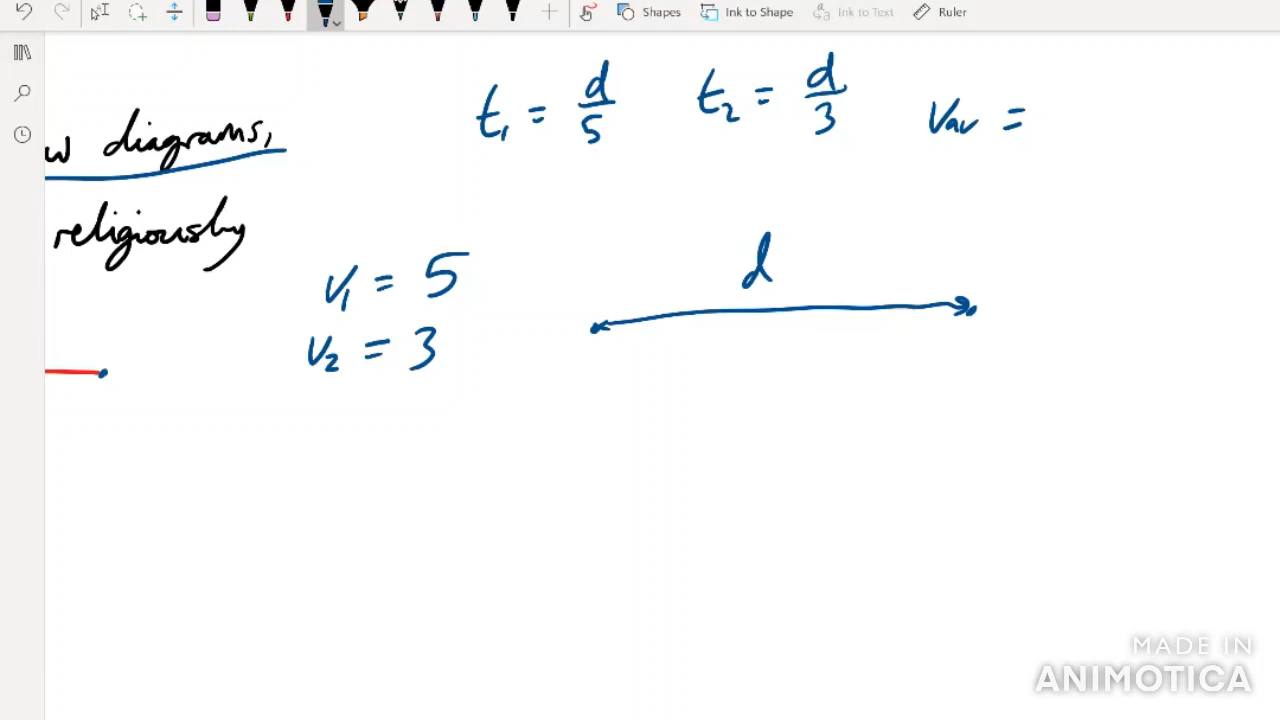 Shapes Ink to Shape Ink to Text Ruler
t₁ = d/5 t₂ = d/3 Vav =
w diagrams,
religiously
d
v₁ = 5
v₂ = 3
MADE IN
ANIMOTICA